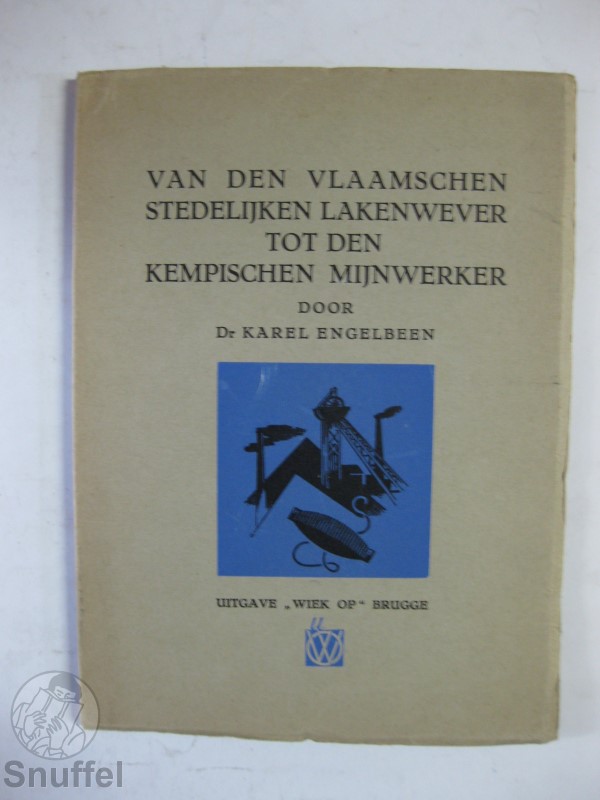 VAN DEN VLAAMSCHEN
STEDELIJKEN LAKENWEVER
TOT DEN
KEMPISCHEN MIJNWERKER
DOOR
Dr KAREL ENGELBEEN
UITGAVE „WIEK OP" BRUGGE
Snuffel